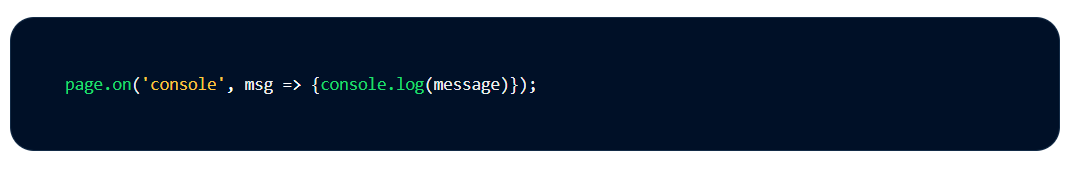 page.on('console', msg => {console.log(message)});